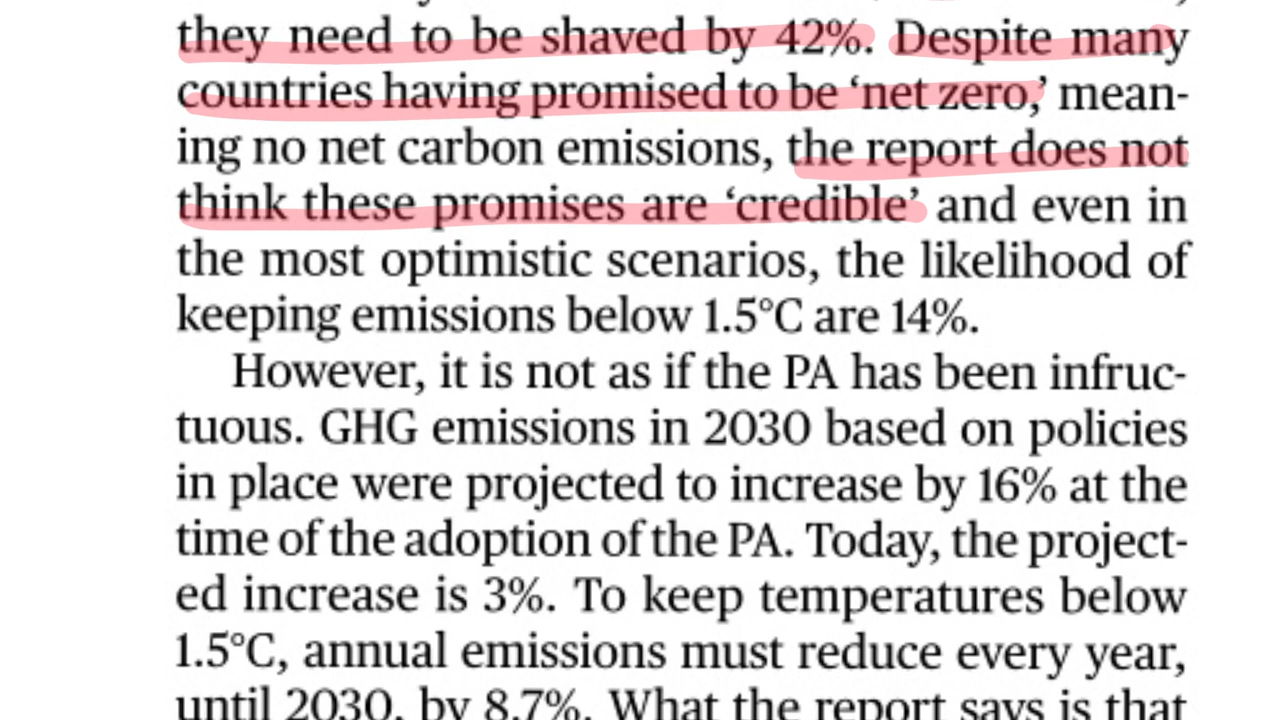 they need to be shaved by 42%. Despite many
countries having promised to be ‘net zero,’ mean-
ing no net carbon emissions, the report does not
think these promises are ‘credible’ and even in
the most optimistic scenarios, the likelihood of
keeping emissions below 1.5°C are 14%.
However, it is not as if the PA has been infruc-
tuous. GHG emissions in 2030 based on policies
in place were projected to increase by 16% at the
time of the adoption of the PA. Today, the project-
ed increase is 3%. To keep temperatures below
1.5°C, annual emissions must reduce every year,
until 2030, by 8.7%. What the report says is that